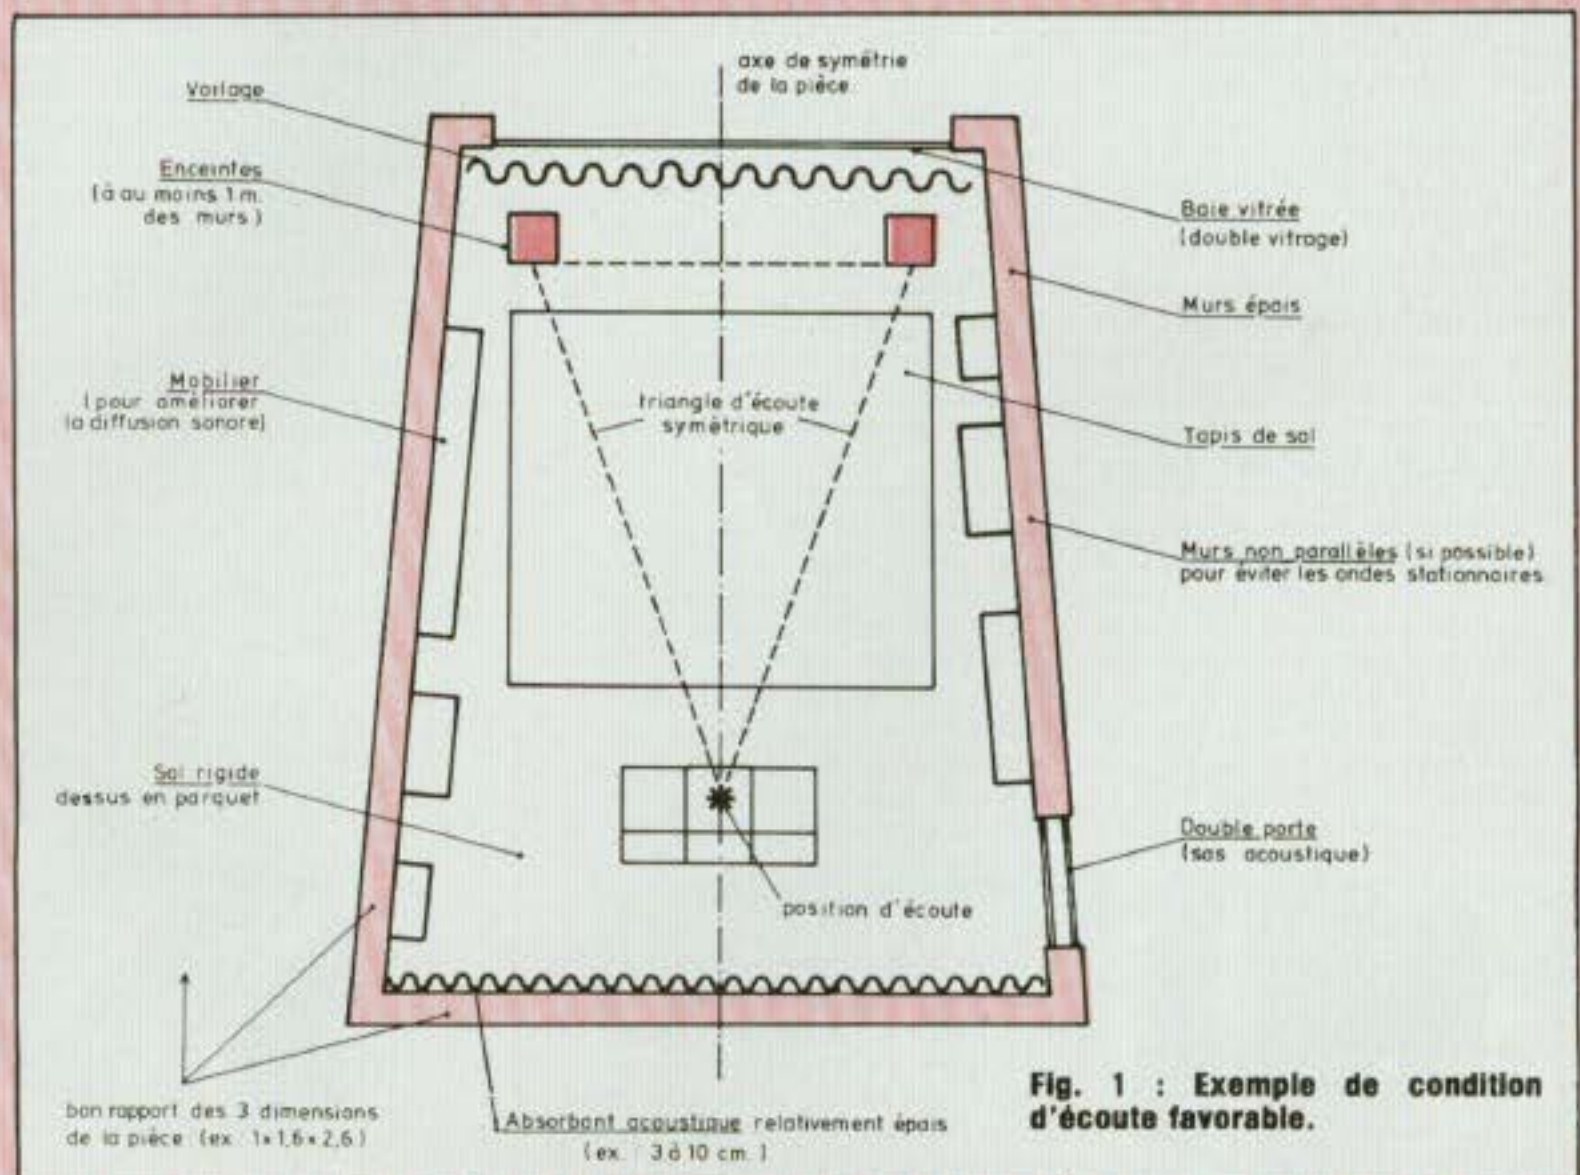 axe de symétrie
de la pièce
Vorlage
Enceintes
(à au moins 1 m.
des murs)
Baie vitrée
(double vitrage)
Murs épais
Mobilier
(pour améliorer
la diffusion sonore)
triangle d'écoute
symétrique
Tapis de sol
Murs non parallèles (si possible)
pour éviter les ondes stationnaires
Sol rigide
dessus en parquet
Double porte
(sas acoustique)
position d'écoute
bon rapport des 3 dimensions
de la pièce (ex. 1×1,6×2,6)
Absorbant acoustique relativement épais
(ex. 3 à 10 cm.)
Fig. 1 : Exemple de condition
d'écoute favorable.